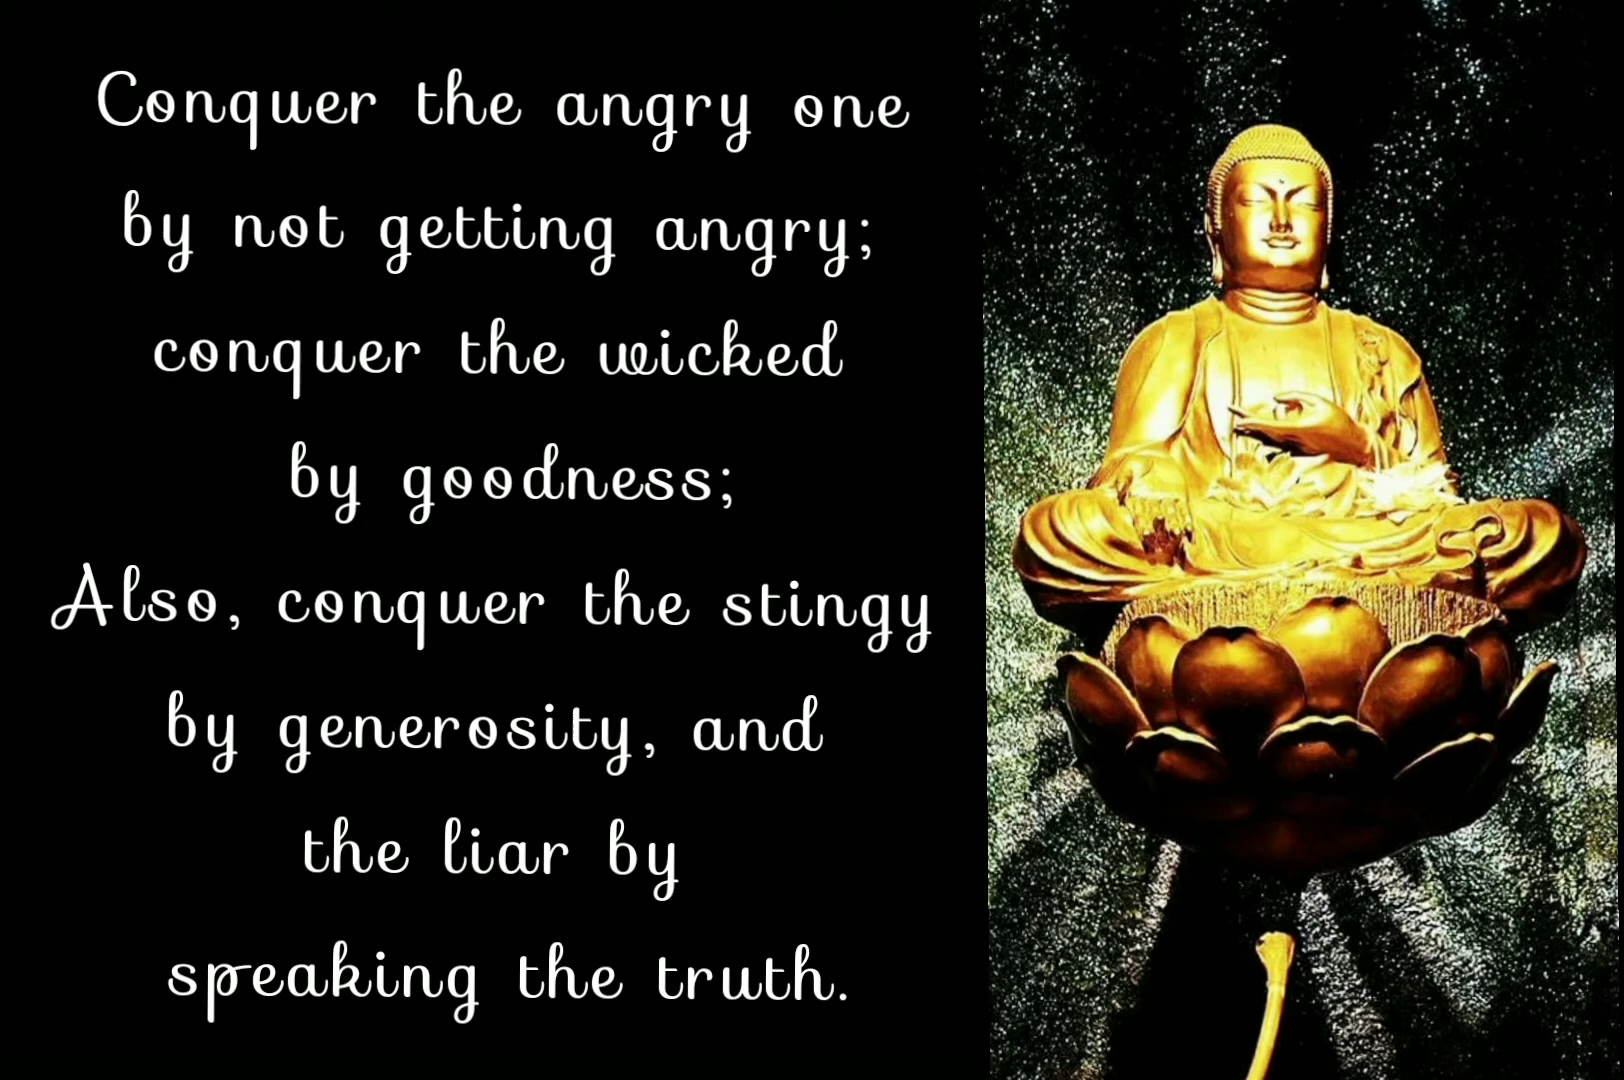 Conquer the angry one
by not getting angry;
conquer the wicked
by goodness;
Also, conquer the stingy
by generosity, and
the liar by
speaking the truth.